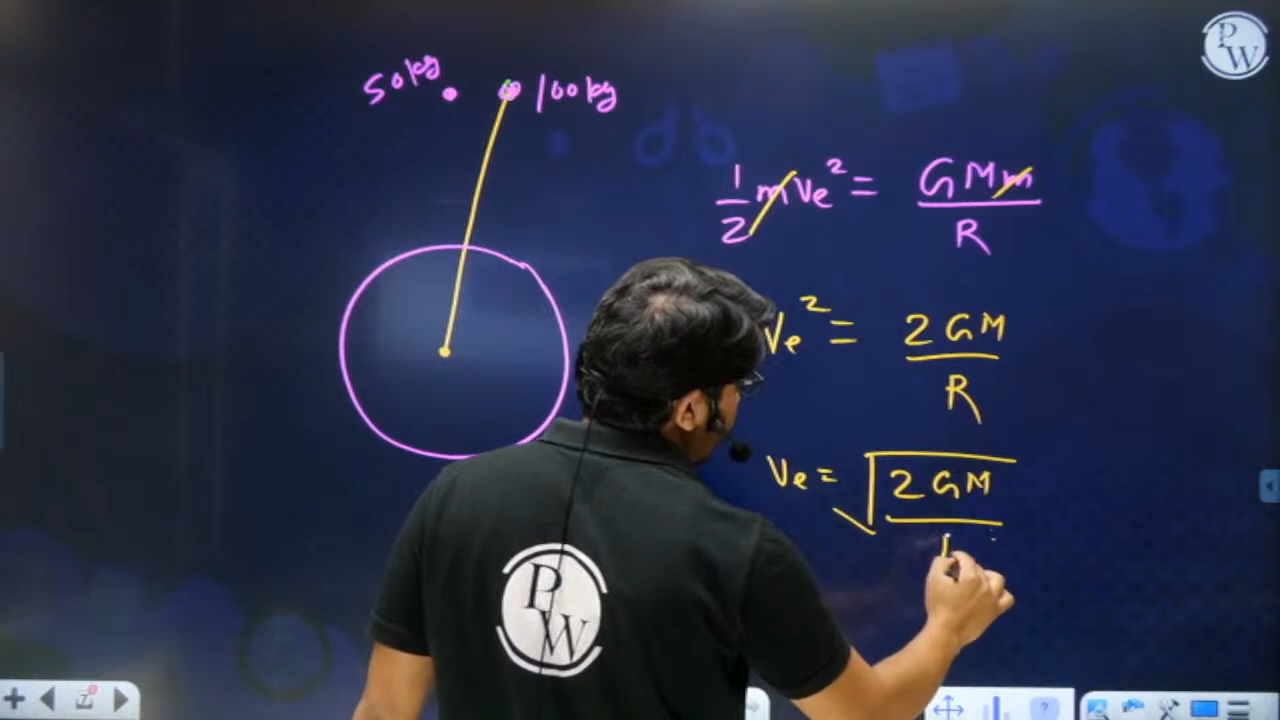 50kg
100kg
PW
1/2 mve² = GMm/R
Ve² = 2GM/R
Ve = √2GM
PW